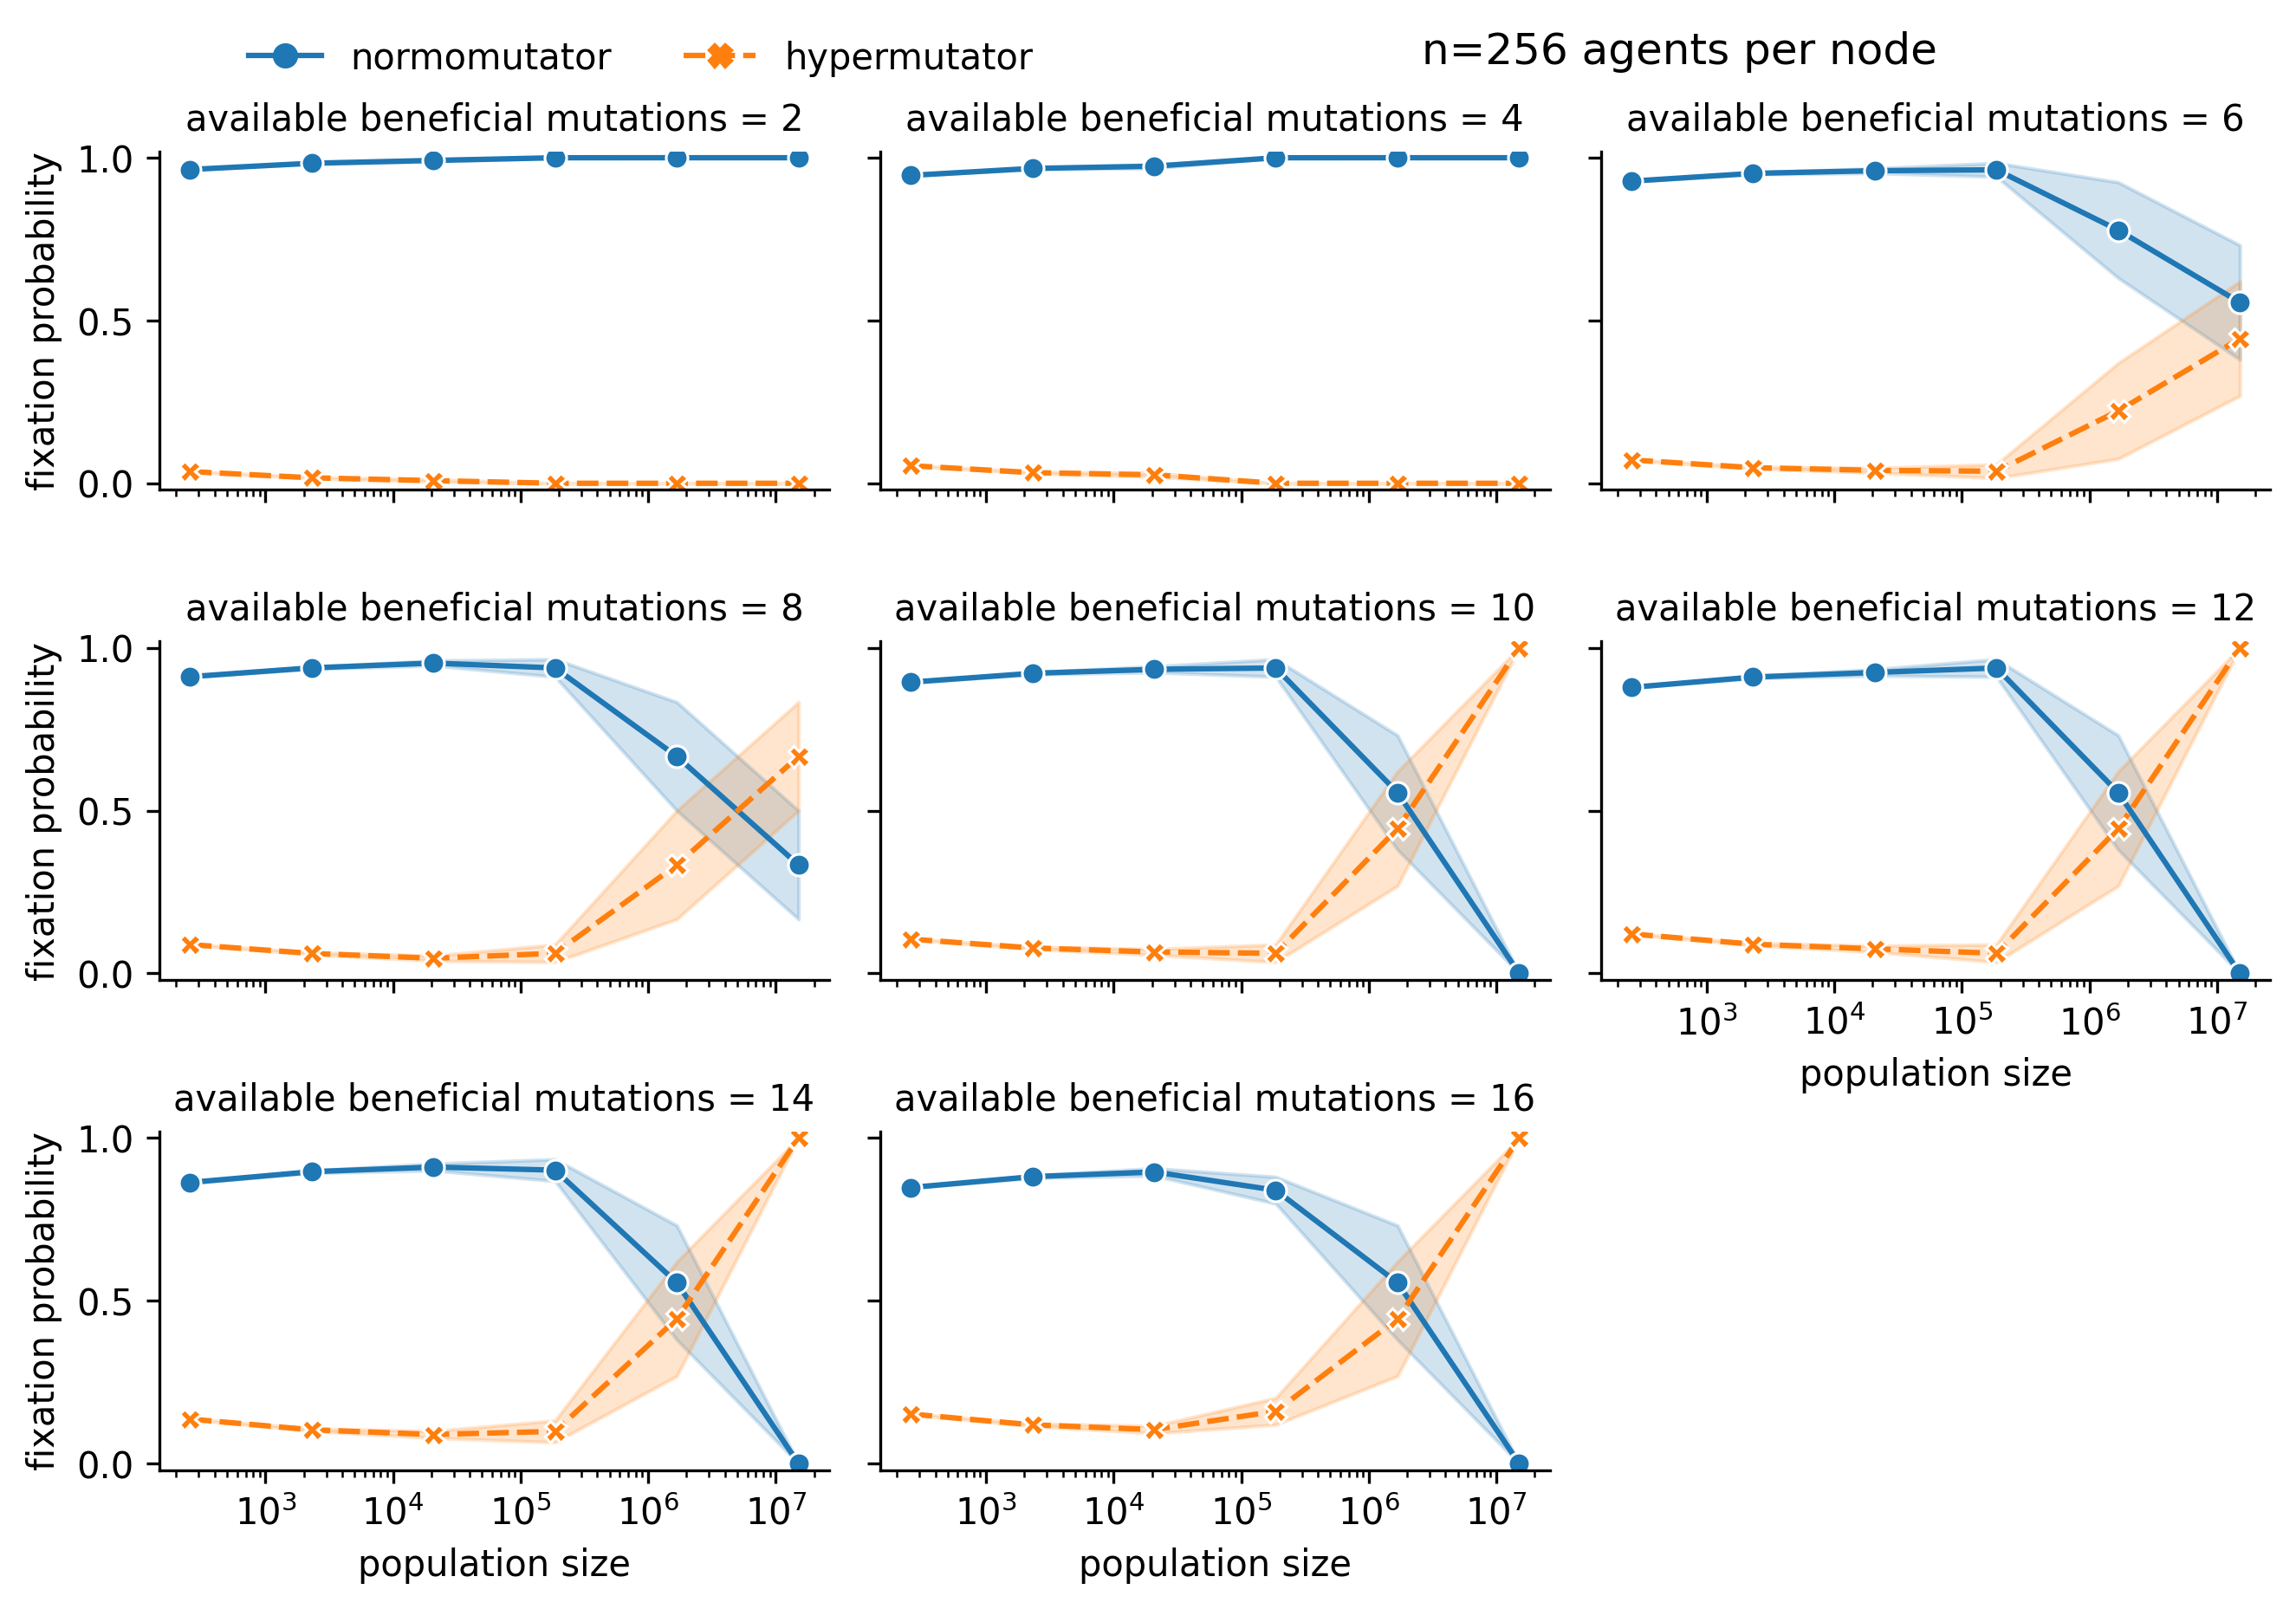 normomutator
hypermutator
n=256 agents per node
available beneficial mutations = 2
available beneficial mutations = 4
available beneficial mutations = 6
fixation probability
1.0
0.5
0.0
available beneficial mutations = 8
available beneficial mutations = 10
available beneficial mutations = 12
fixation probability
1.0
0.5
0.0
10³ 10⁴ 10⁵ 10⁶ 10⁷
population size
available beneficial mutations = 14
available beneficial mutations = 16
fixation probability
1.0
0.5
0.0
10³ 10⁴ 10⁵ 10⁶ 10⁷
population size
10³ 10⁴ 10⁵ 10⁶ 10⁷
population size